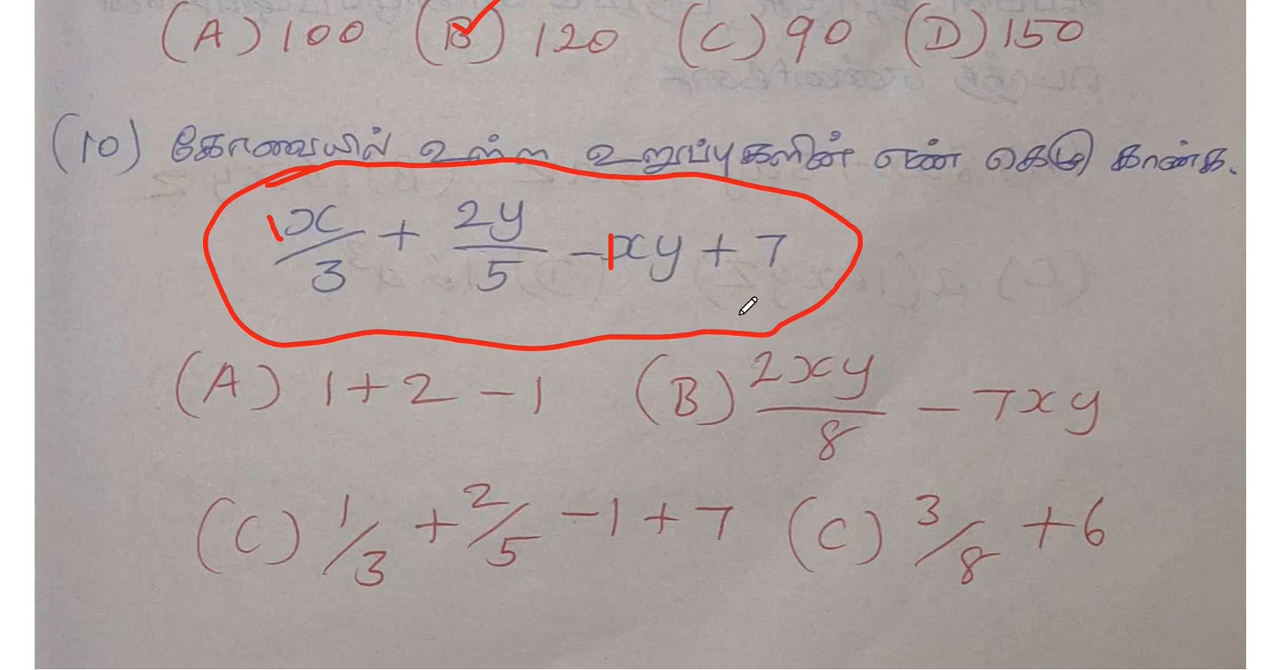 (A) 100 (B) 120 (C) 90 (D) 150
(10) கோவையில் உள்ள உறுப்புகளின் எண் கெழு காண்க.
1x/3 + 2y/5 - 1xy + 7
(A) 1+2-1 (B) 2xy/8 - 7xy
(C) 1/3 + 2/5 - 1 + 7 (C) 3/8 + 6